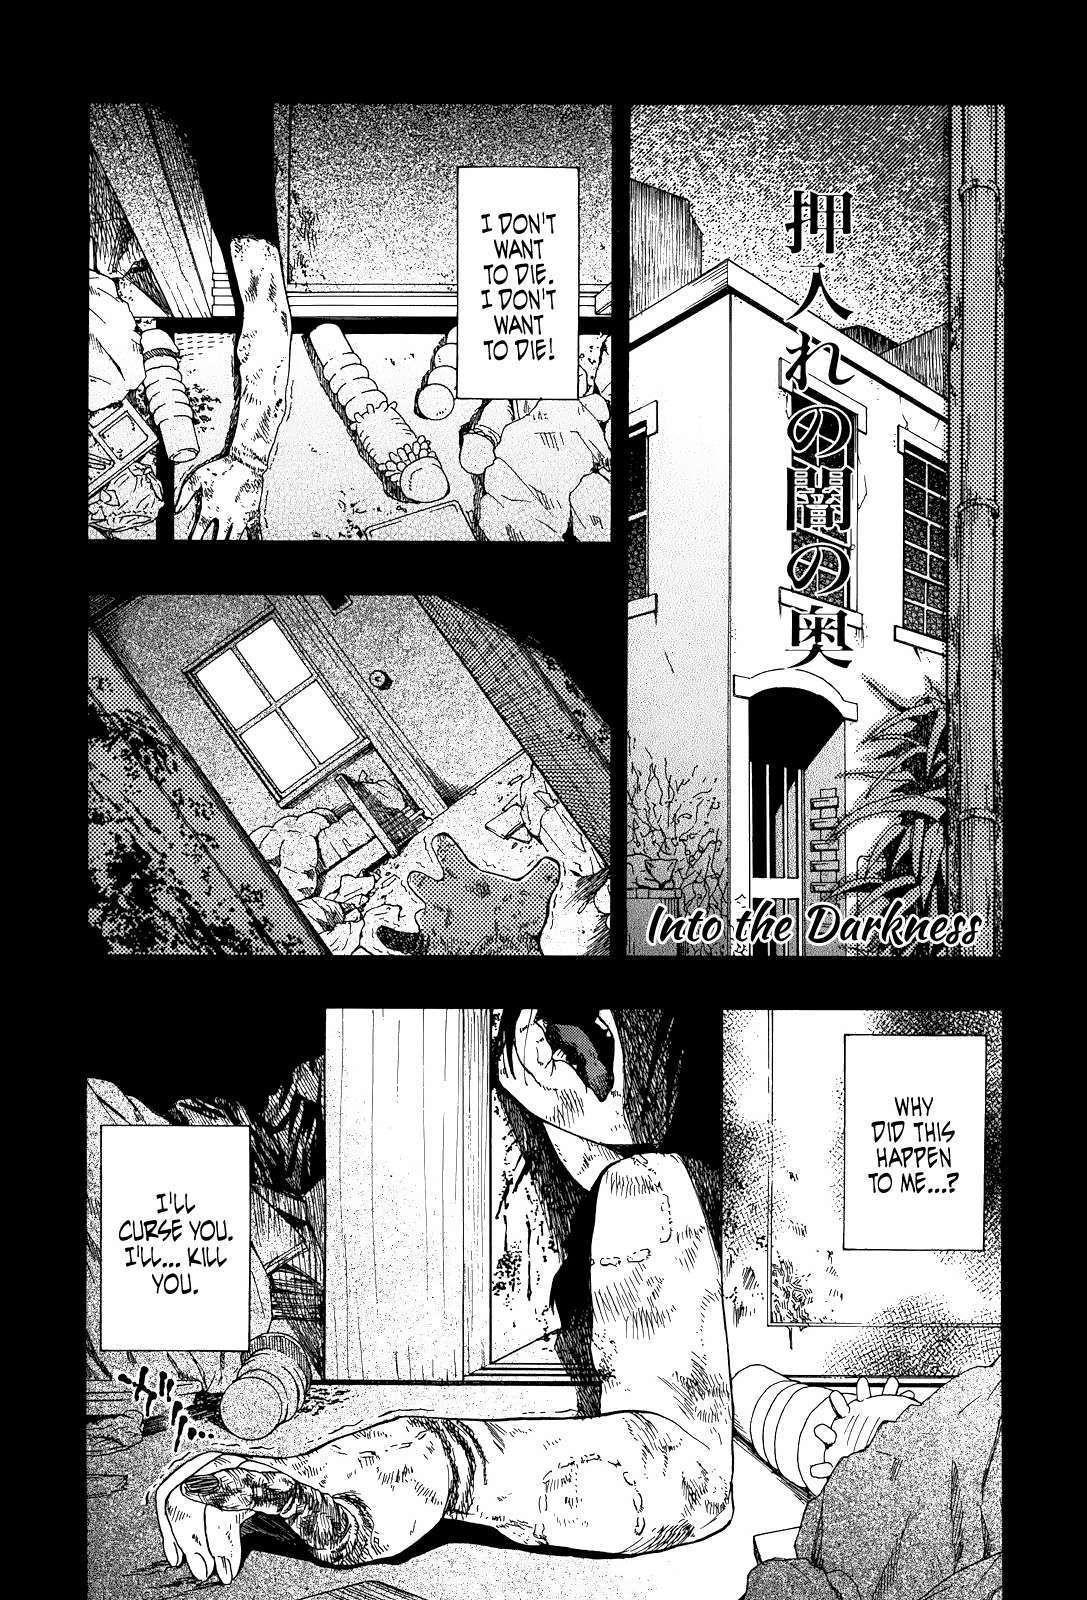 押入れの闇の奥
Into the Darkness
I DON'T
WANT
TO DIE.
I DON'T
WANT
TO DIE!
WHY
DID THIS
HAPPEN
TO ME...?
I'LL
CURSE YOU.
I'LL... KILL
YOU.